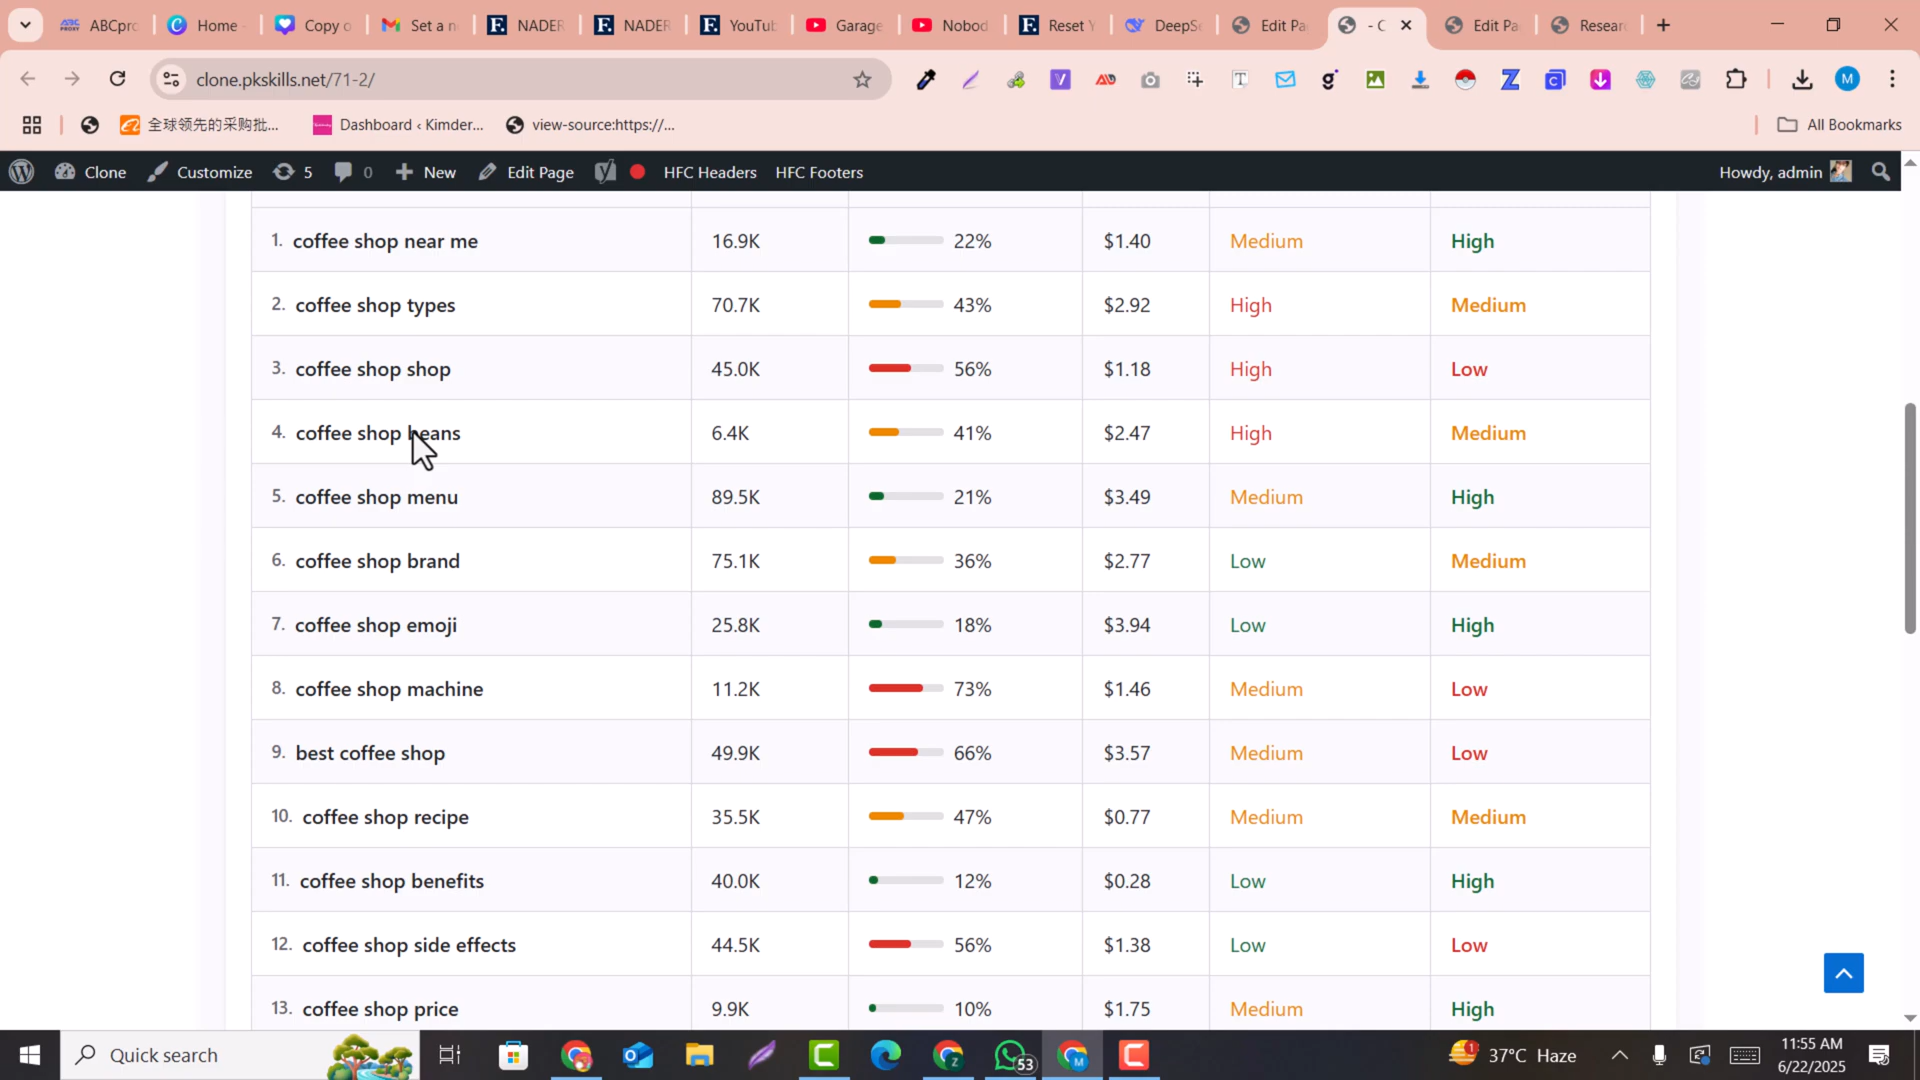 ABCpro
Home
Copy o
Set a n
NADER
NADER
YouTub
Garage
Nobod
Reset Y
DeepSe
Edit Pa
- C
Edit Pa
Resear
clone.pkskills.net/71-2/
M
全球领先的采购批...
Dashboard ‹ Kimder...
view-source:https://...
All Bookmarks
Clone
Customize
5
0
New
Edit Page
HFC Headers
HFC Footers
Howdy, admin
1. coffee shop near me 16.9K 22% $1.40 Medium High
2. coffee shop types 70.7K 43% $2.92 High Medium
3. coffee shop shop 45.0K 56% $1.18 High Low
4. coffee shop beans 6.4K 41% $2.47 High Medium
5. coffee shop menu 89.5K 21% $3.49 Medium High
6. coffee shop brand 75.1K 36% $2.77 Low Medium
7. coffee shop emoji 25.8K 18% $3.94 Low High
8. coffee shop machine 11.2K 73% $1.46 Medium Low
9. best coffee shop 49.9K 66% $3.57 Medium Low
10. coffee shop recipe 35.5K 47% $0.77 Medium Medium
11. coffee shop benefits 40.0K 12% $0.28 Low High
12. coffee shop side effects 44.5K 56% $1.38 Low Low
13. coffee shop price 9.9K 10% $1.75 Medium High
Quick search
53
37°C Haze
11:55 AM
6/22/2025